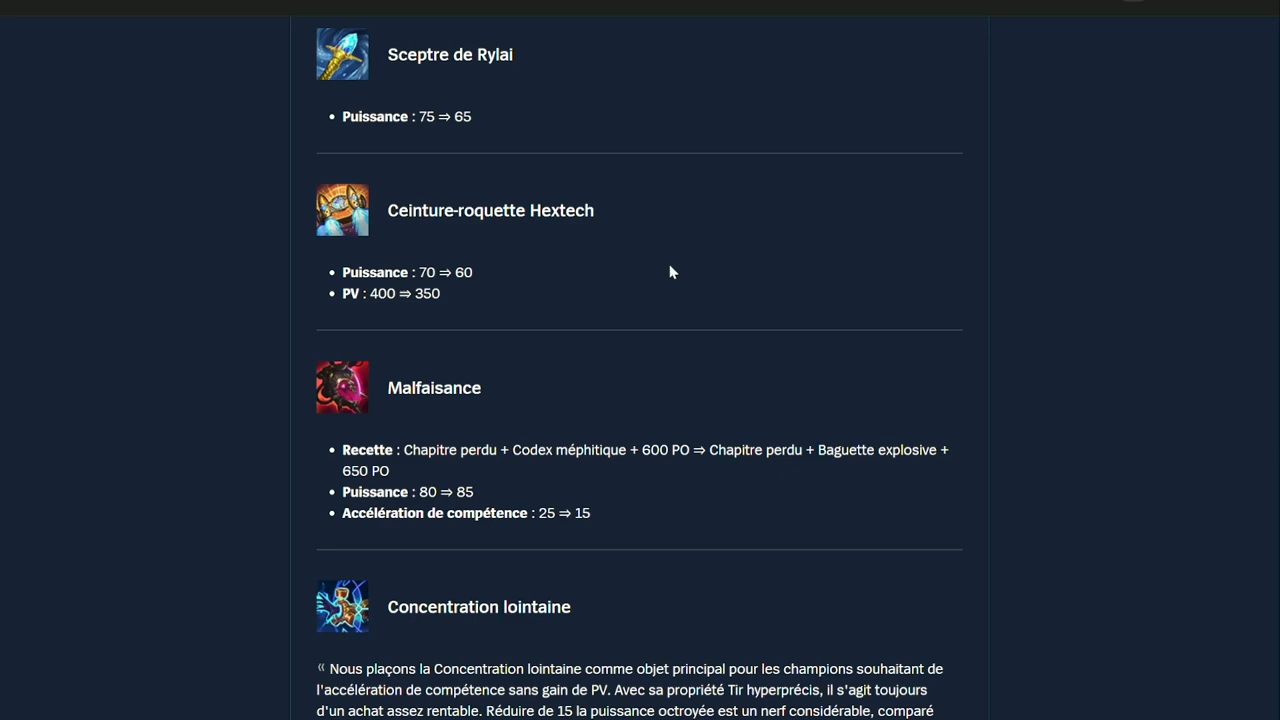 Sceptre de Rylai
• Puissance : 75 ⇒ 65
Ceinture-roquette Hextech
• Puissance : 70 ⇒ 60
• PV : 400 ⇒ 350
Malfaisance
• Recette : Chapitre perdu + Codex méphitique + 600 PO ⇒ Chapitre perdu + Baguette explosive +
650 PO
• Puissance : 80 ⇒ 85
• Accélération de compétence : 25 ⇒ 15
Concentration lointaine
« Nous plaçons la Concentration lointaine comme objet principal pour les champions souhaitant de
l'accélération de compétence sans gain de PV. Avec sa propriété Tir hyperprécis, il s'agit toujours
d'un achat assez rentable. Réduire de 15 la puissance octroyée est un nerf considérable, comparé